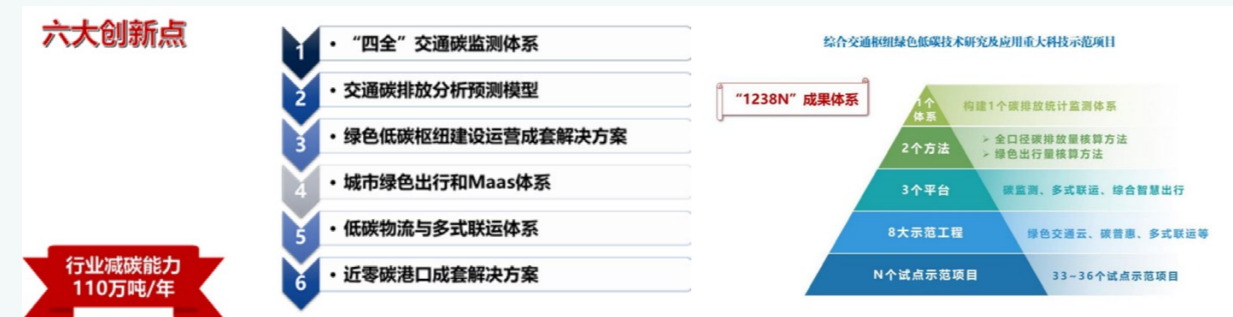 六大创新点
1
• “四全”交通碳监测体系
2
• 交通碳排放分析预测模型
3
• 绿色低碳枢纽建设运营成套解决方案
4
• 城市绿色出行和Maas体系
5
• 低碳物流与多式联运体系
6
• 近零碳港口成套解决方案
行业减碳能力
110万吨/年
综合交通枢纽绿色低碳技术研究及应用重大科技示范项目
“1238N”成果体系
1个
体系
构建1个碳排放统计监测体系
2个方法
➢ 全口径碳排放量核算方法
➢ 绿色出行量核算方法
3个平台
碳监测、多式联运、综合智慧出行
8大示范工程
绿色交通云、碳普惠、多式联运等
N个试点示范项目
33-36个试点示范项目